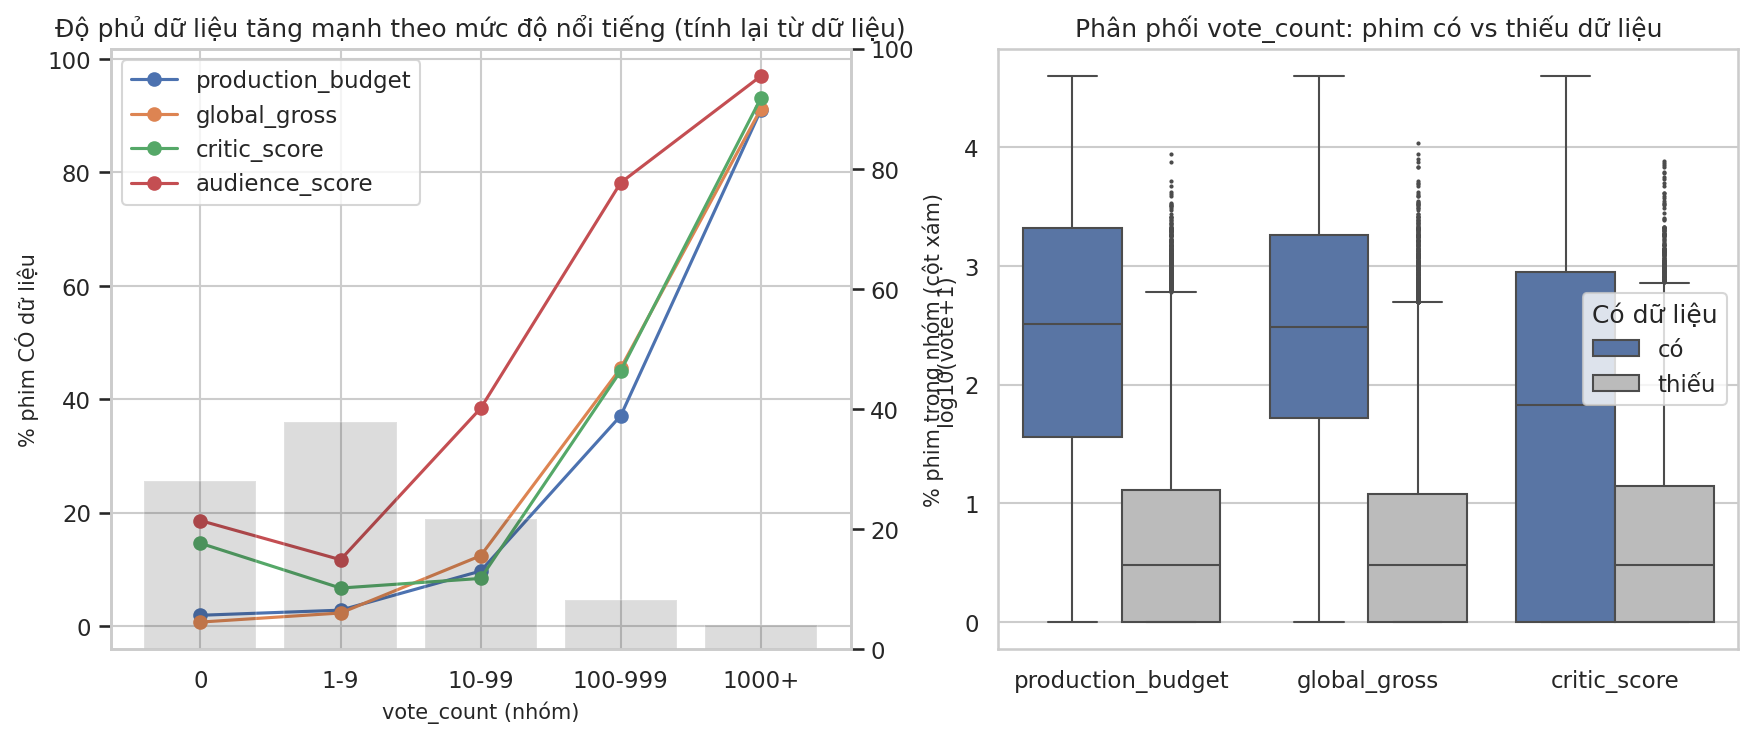 Độ phủ dữ liệu tăng mạnh theo mức độ nổi tiếng (tính lại từ dữ liệu)
% phim CÓ dữ liệu
100
80
60
40
20
0
production_budget
global_gross
critic_score
audience_score
100
80
60
40
20
0
% phim trong nhóm (cột xám)
0
1-9
10-99
100-999
1000+
vote_count (nhóm)
Phân phối vote_count: phim có vs thiếu dữ liệu
log10(vote+1)
4
3
2
1
0
Có dữ liệu
có
thiếu
production_budget
global_gross
critic_score